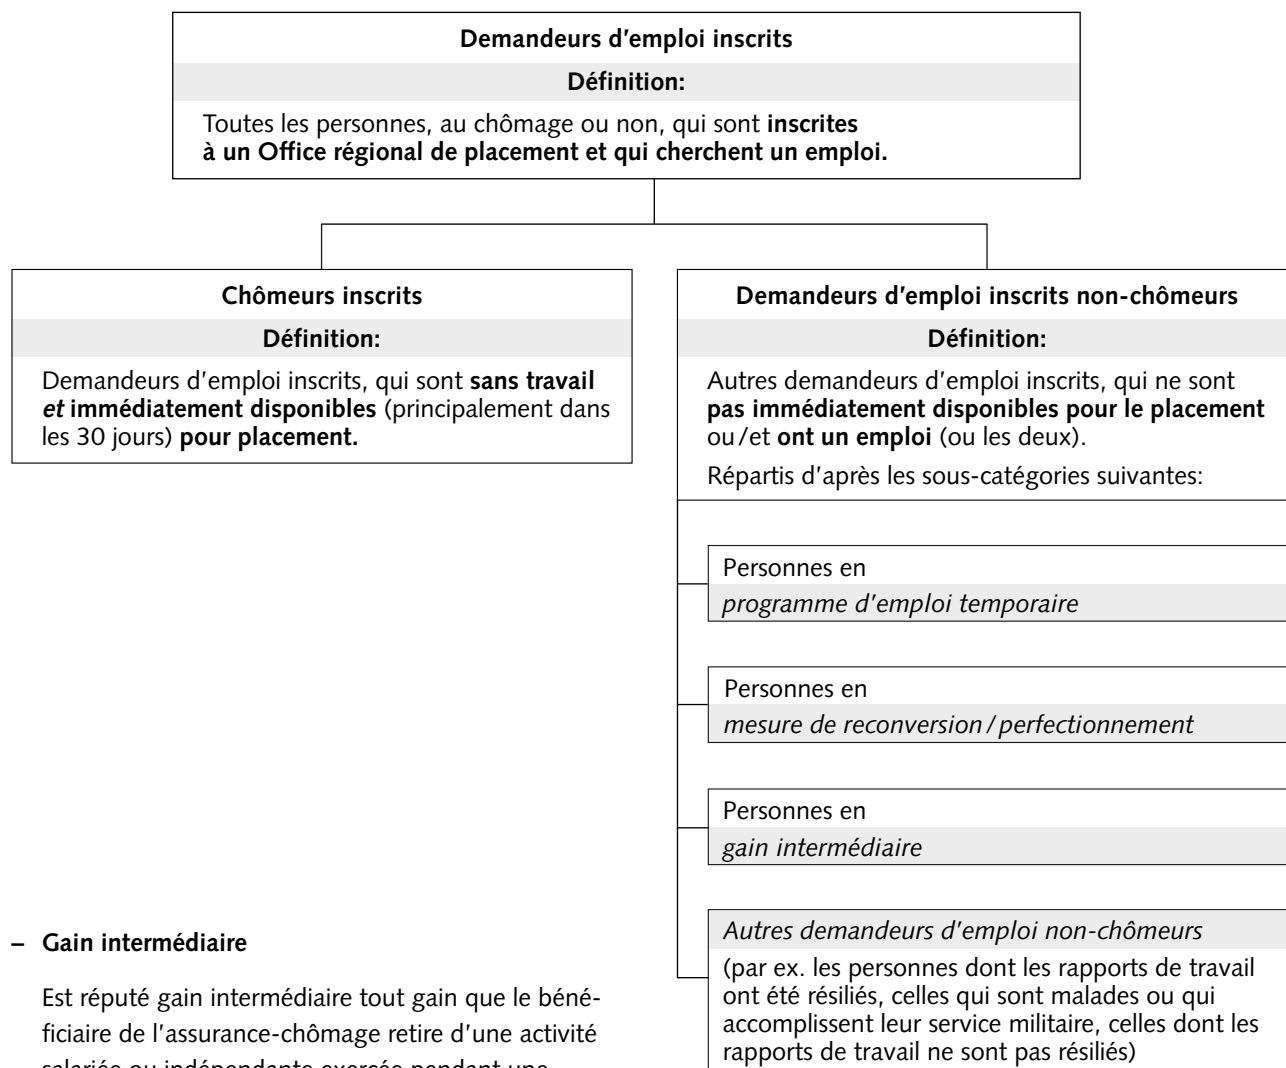 Demandeurs d'emploi inscrits
Définition:
Toutes les personnes, au chômage ou non, qui sont inscrites
à un Office régional de placement et qui cherchent un emploi.
Chômeurs inscrits
Définition:
Demandeurs d'emploi inscrits, qui sont sans travail
et immédiatement disponibles (principalement dans
les 30 jours) pour placement.
Demandeurs d'emploi inscrits non-chômeurs
Définition:
Autres demandeurs d'emploi inscrits, qui ne sont
pas immédiatement disponibles pour le placement
ou/et ont un emploi (ou les deux).
Répartis d'après les sous-catégories suivantes:
Personnes en
programme d'emploi temporaire
Personnes en
mesure de reconversion/perfectionnement
Personnes en
gain intermédiaire
Autres demandeurs d'emploi non-chômeurs
(par ex. les personnes dont les rapports de travail
ont été résiliés, celles qui sont malades ou qui
accomplissent leur service militaire, celles dont les
rapports de travail ne sont pas résiliés)
– Gain intermédiaire
Est réputé gain intermédiaire tout gain que le béné-
ficiaire de l'assurance-chômage retire d'une activité
salariée ou indépendante exercée pendant une